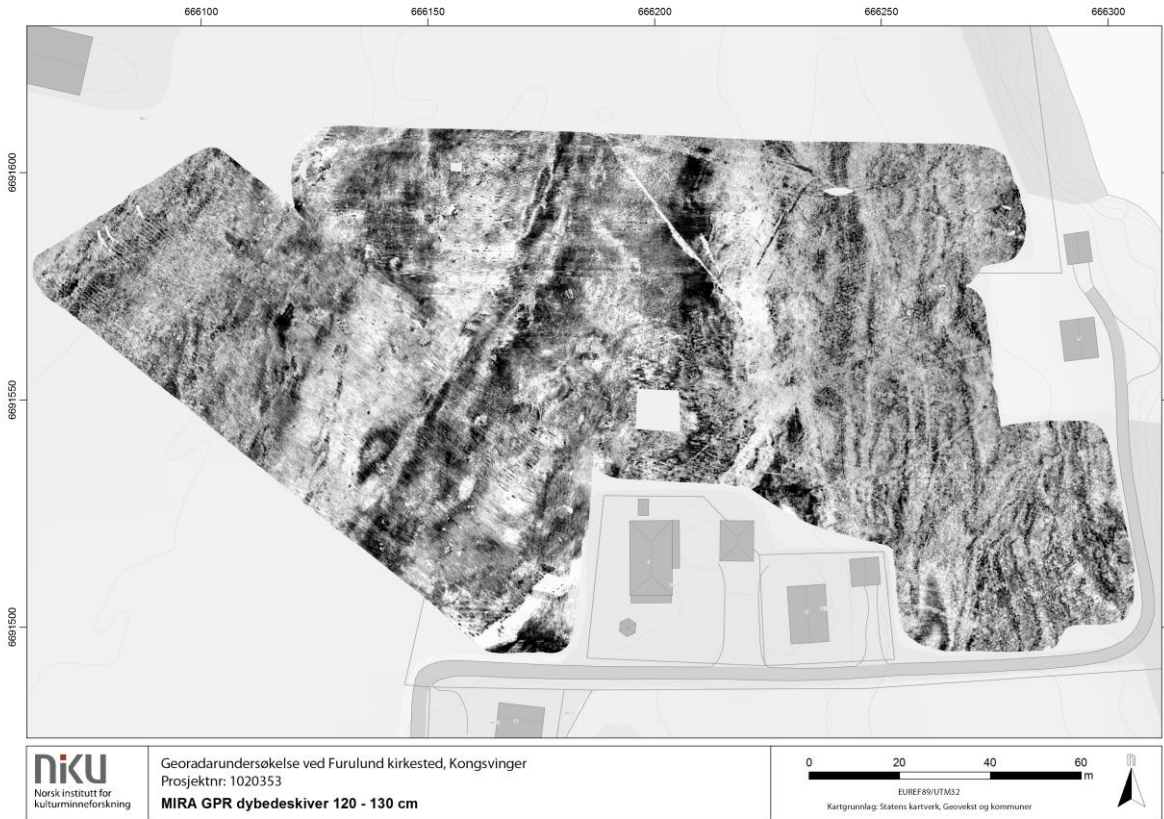 666100 666150 666200 666250 666300
6691600
6691550
6691500
niku
Norsk institutt for
kulturminneforskning
Georadarundersøkelse ved Furulund kirkested, Kongsvinger
Prosjektnr: 1020353
MIRA GPR dybdeskiver 120 - 130 cm
0 20 40 60
m
EUREF89/UTM32
Kartgrunnlag: Statens kartverk, Geovekst og kommuner
n